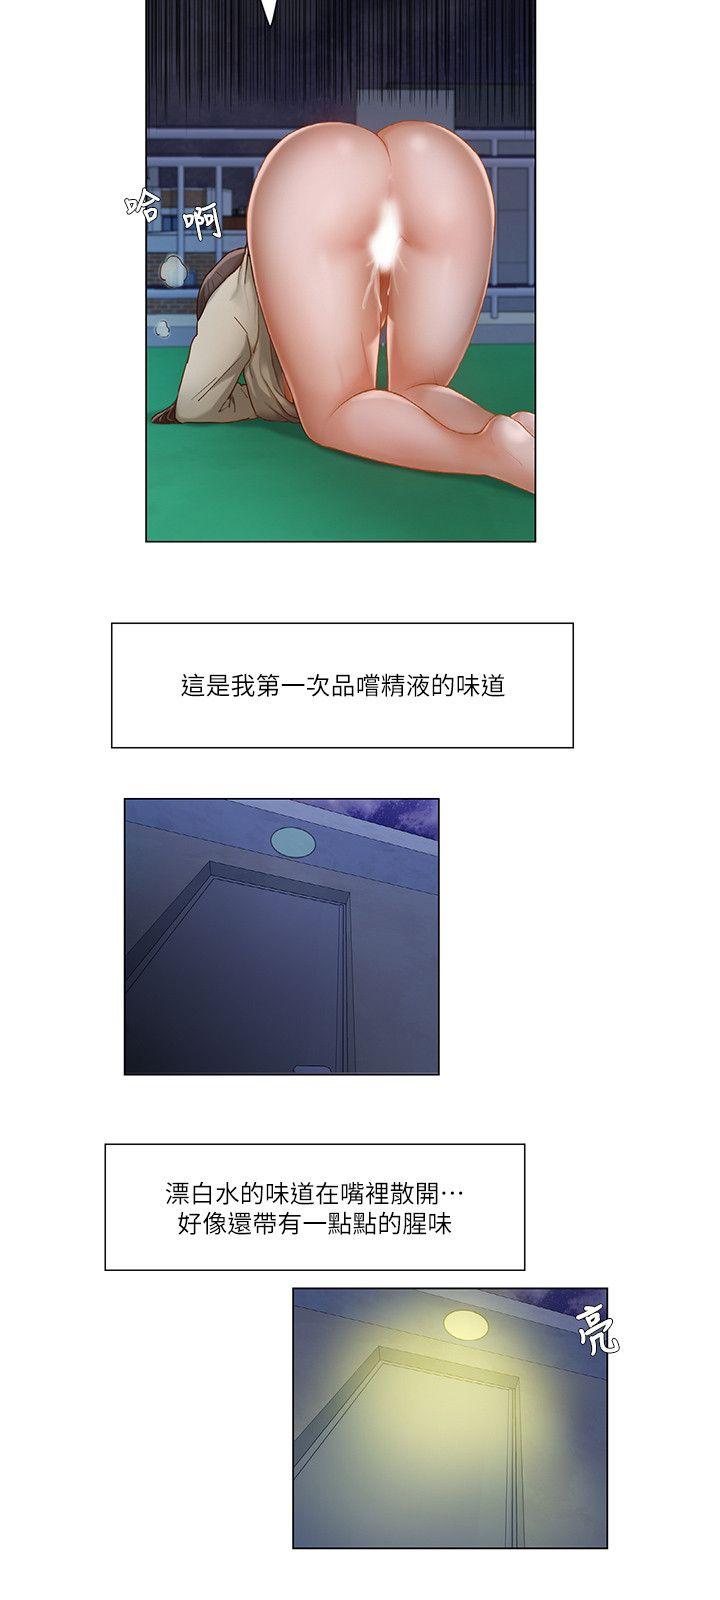 哈
啊
這是我第一次品嚐精液的味道
漂白水的味道在嘴裡散開⋯
好像還帶有一點點的腥味
亮